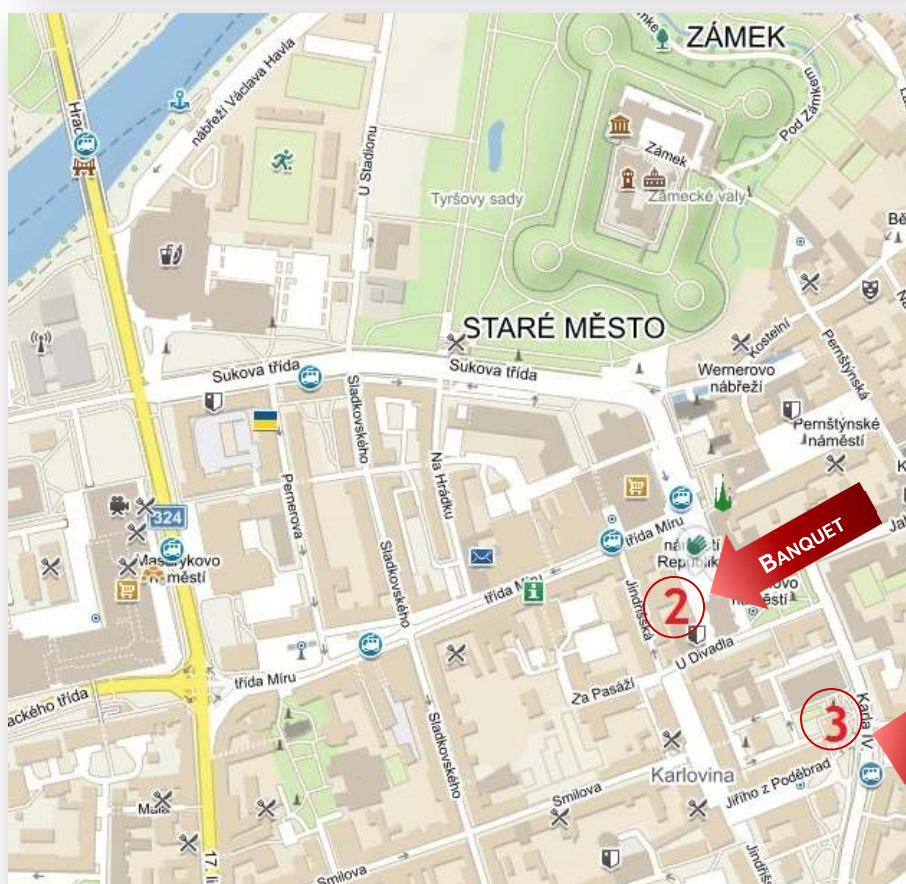 ZÁMEK
nábřeží Václava Havla
U Stadionu
Pod Zámkem
Zámek
Tyršovy sady
Zámecké valy
STARÉ MĚSTO
Kostelní
Pernštýnská
Sukova třída
Sukova třída
Wernerovo
nábřeží
Sladkovského
Pernštýnské
náměstí
Na Hrádku
Pernerova
324
třída Míru
BANQUET
Masarykovo
náměstí
náměstí
Republiky
Sladkovského
třída Míru
Jindřišská
2
U Divadla
třída Míru
Za Pasáží
Karla IV.
3
Sladkovského
Karlovina
Jiřího z Poděbrad
Smilova
Malá
Smilova